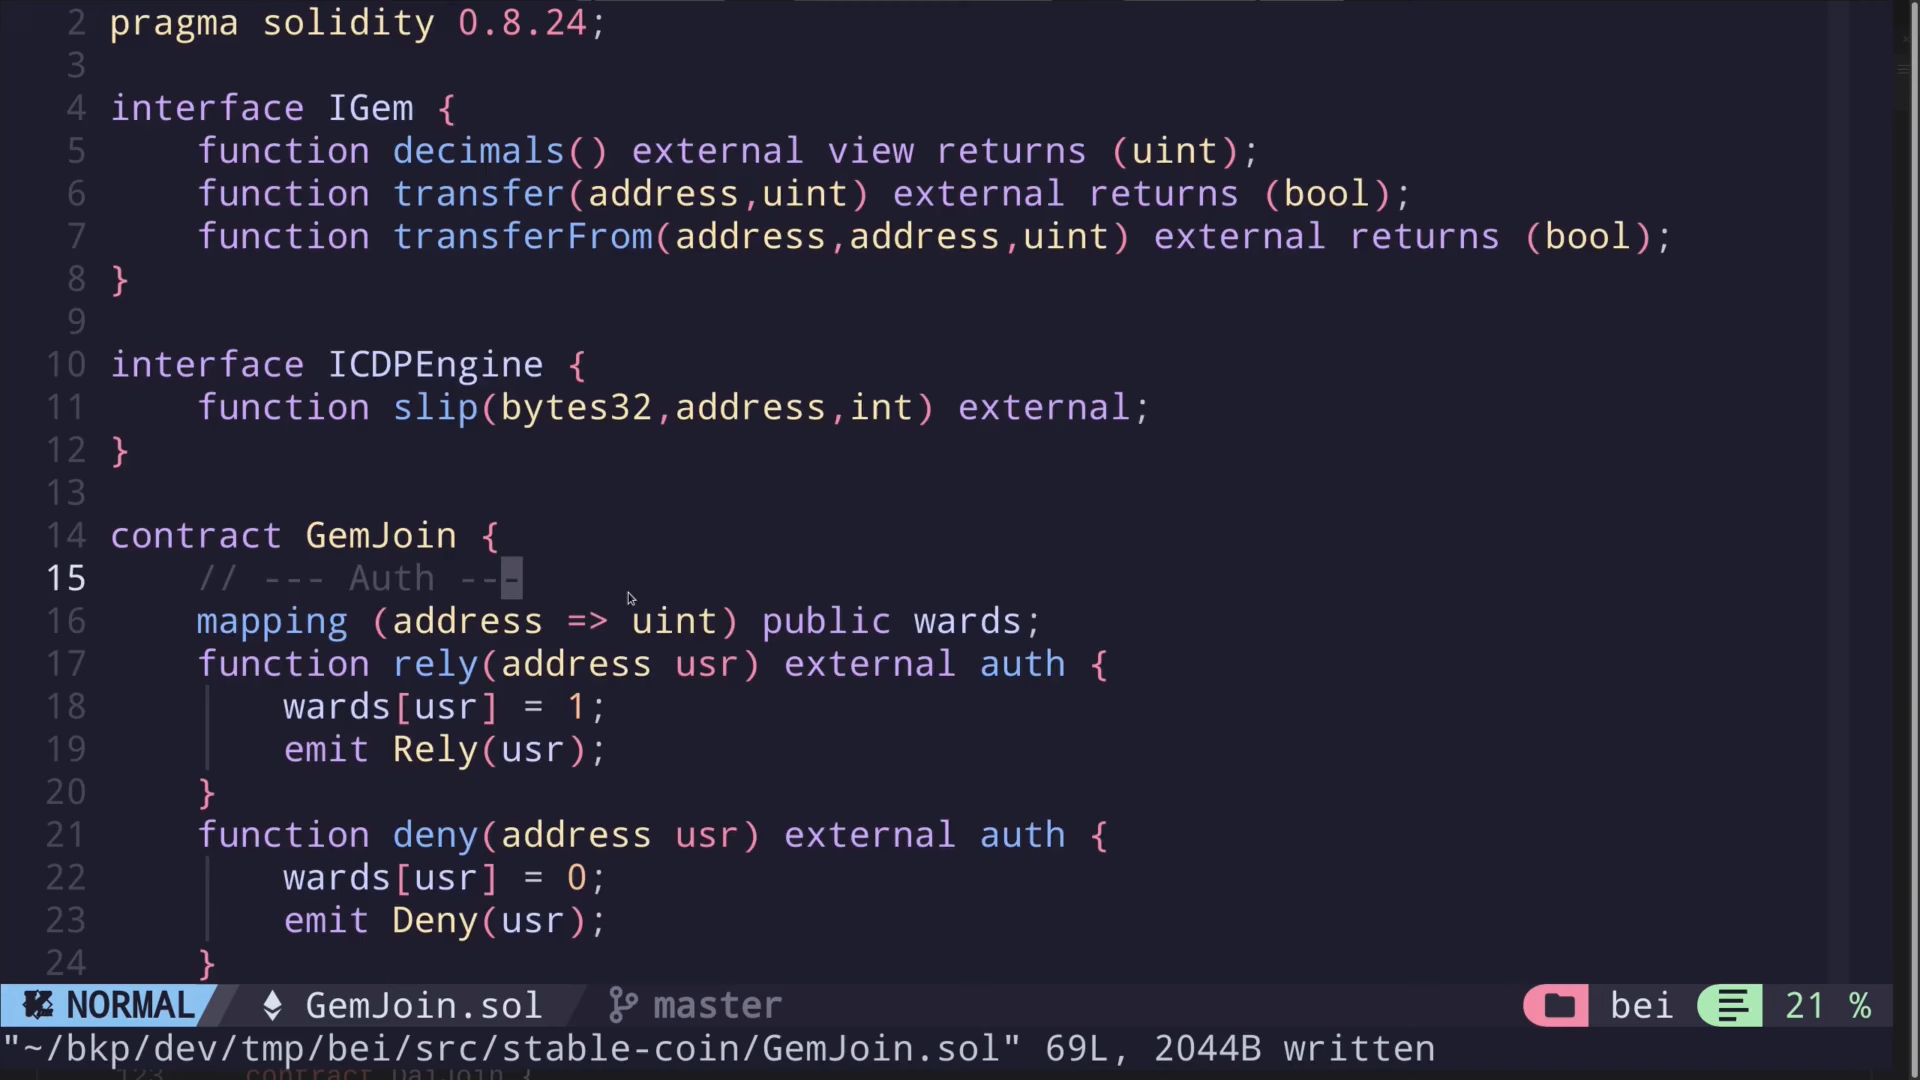 2 pragma solidity 0.8.24;
3
4 interface IGem {
5     function decimals() external view returns (uint);
6     function transfer(address,uint) external returns (bool);
7     function transferFrom(address,address,uint) external returns (bool);
8 }
9
10 interface ICDPEngine {
11     function slip(bytes32,address,int) external;
12 }
13
14 contract GemJoin {
15     // --- Auth ---
16     mapping (address => uint) public wards;
17     function rely(address usr) external auth {
18         wards[usr] = 1;
19         emit Rely(usr);
20     }
21     function deny(address usr) external auth {
22         wards[usr] = 0;
23         emit Deny(usr);
24     }
NORMAL GemJoin.sol master bei 21 %
"~/bkp/dev/tmp/bei/src/stable-coin/GemJoin.sol" 69L, 2044B written
123 contract DaiJoin {